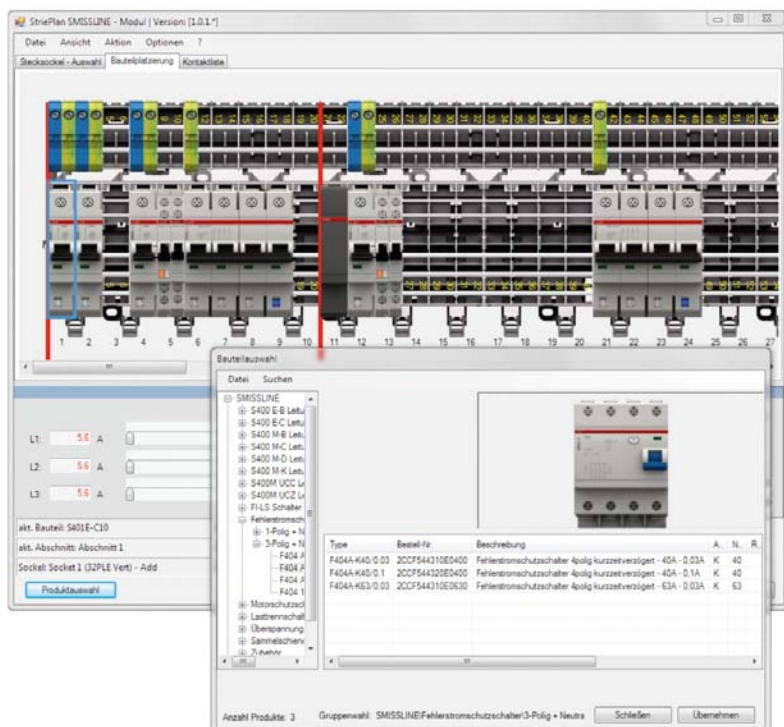 StriePlan SMISSLINE - Modul | Version: [1.0.1.*]
Datei Ansicht Aktion Optionen ?
Stecksockel - Auswahl Bauteilplatzierung Kontaktliste
1 2 3 4 5 6 7 8 9 10 11 12 13 14 15 16 17 18 19 20 21 22 23 24 25 26 27
Bauteilauswahl
Datei Suchen
SMISSLINE
S400 E-B Leitu
S400 E-C Leitu
S400 M-B Leitu
S400 M-C Leitu
S400 M-D Leitu
S400 M-K Leitu
S400M UCC Le
S400M UCZ Le
FI-LS Schalter
Fehlerstromsch
1-Polig + N
3-Polig + N
F404 A
F404 A
F404 A
F404 1
Motorschutzscl
Lasttrennschalt
Überspannung
Sammelschiene
Zubehör
L1: 5.6 A
L2: 5.6 A
L3: 5.6 A
akt. Bauteil: S401E-C10
akt. Abschnitt: Abschnitt 1
Sockel: Socket 1 (32PLE Vert) - Add
Produktauswahl
Type Bestell-Nr Beschreibung A.. N.. R.
F404A-K40/0.03 2CCF544310E0400 Fehlerstromschutzschalter 4polig kurzzeitverzögert - 40A - 0,03A K 40
F404A-K40/0.1 2CCF544320E0400 Fehlerstromschutzschalter 4polig kurzzeitverzögert - 40A - 0,1A K 40
F404A-K63/0.03 2CCF544310E0630 Fehlerstromschutzschalter 4polig kurzzeitverzögert - 63A - 0,03A K 63
Anzahl Produkte: 3 Gruppenwahl: SMISSLINE\Fehlerstromschutzschalter\3-Polig + Neutra Schließen Übernehmen